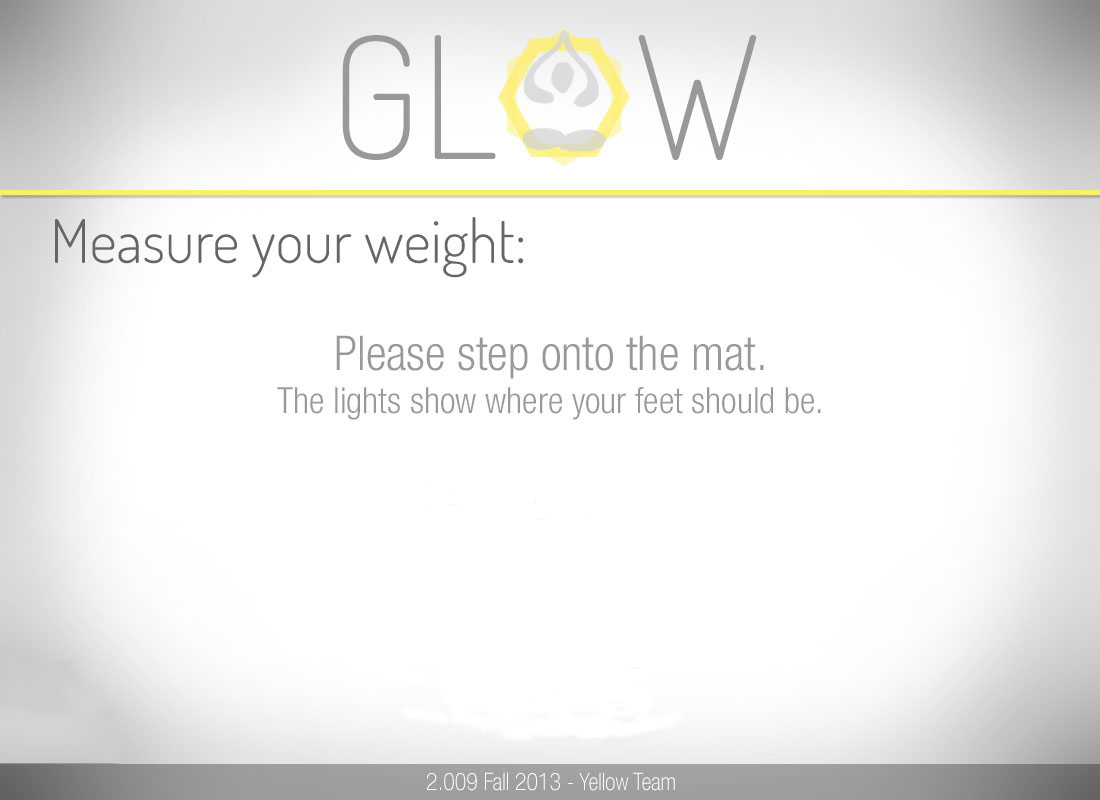 GLOW
Measure your weight:
Please step onto the mat.
The lights show where your feet should be.
2.009 Fall 2013 - Yellow Team